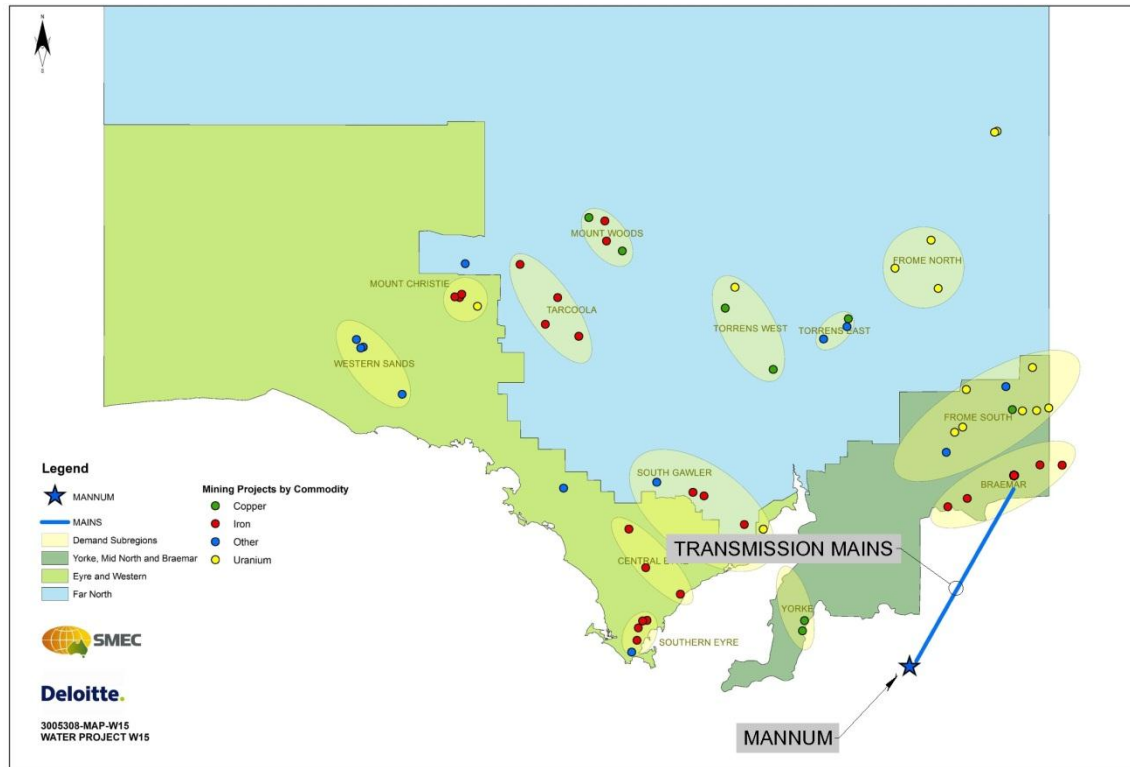 N
S
MOUNT WOODS
FROME NORTH
MOUNT CHRISTIE
TARCOOLA
TORRENS WEST
TORRENS EAST
WESTERN SANDS
FROME SOUTH
SOUTH GAWLER
BRAEMAR
TRANSMISSION MAINS
CENTRAL
YORKE
SOUTHERN EYRE
MANNUM
Legend
MANNUM
MAINS
Demand Subregions
Yorke, Mid North and Braemar
Eyre and Western
Far North
Mining Projects by Commodity
Copper
Iron
Other
Uranium
SMEC
Deloitte.
3005308-MAP-W15
WATER PROJECT W15